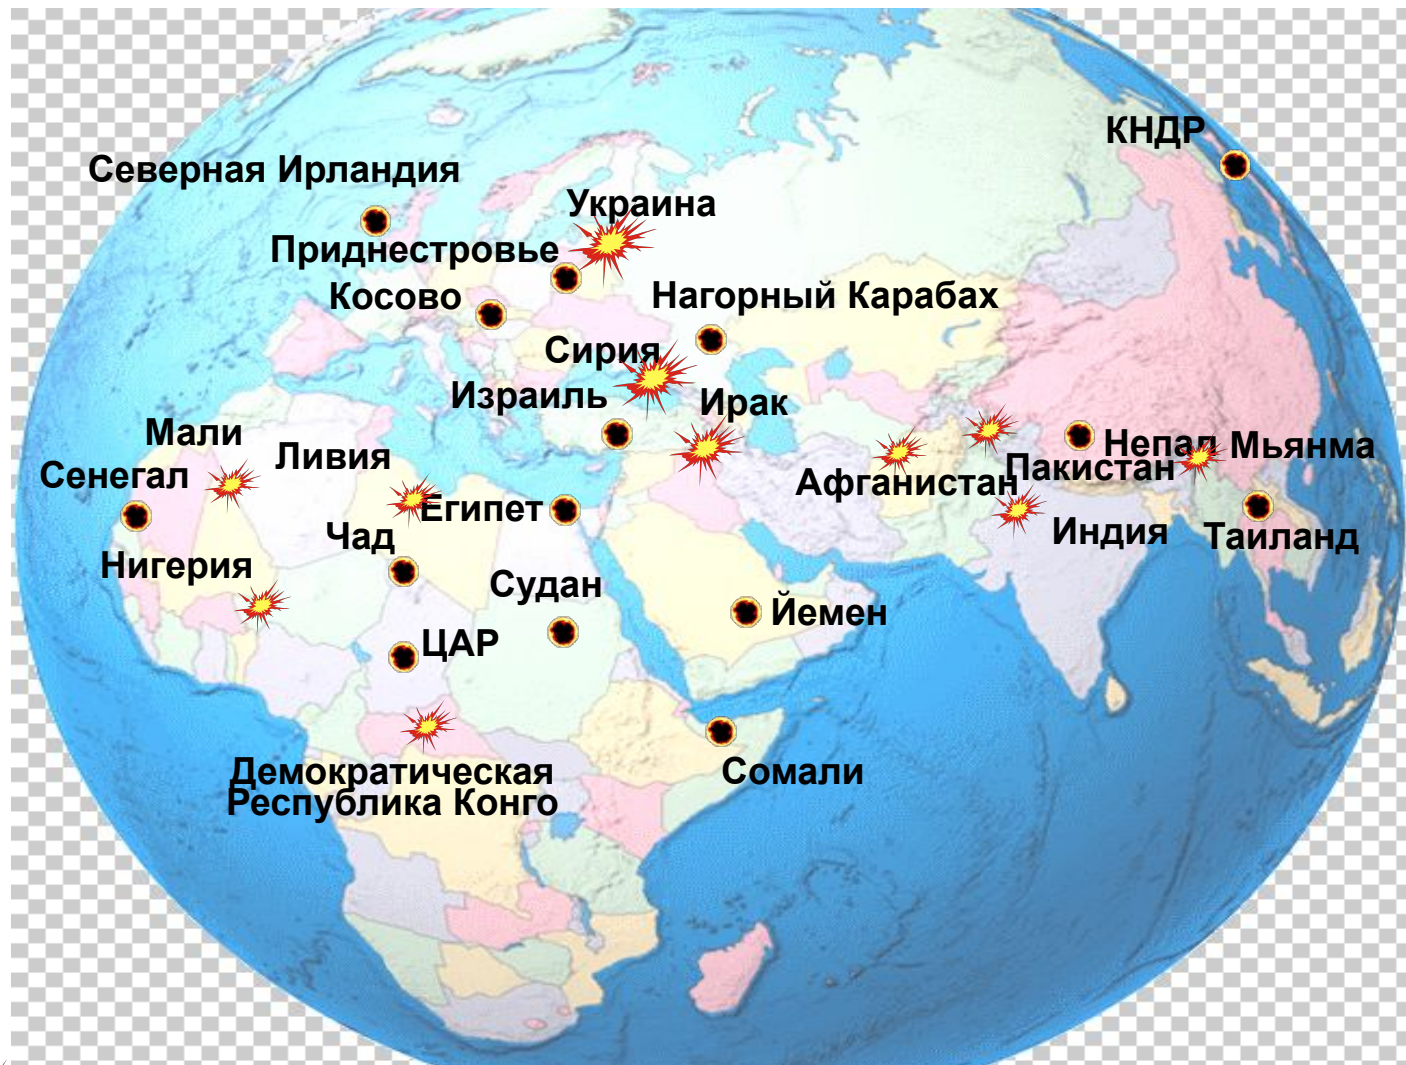 КНДР
Северная Ирландия
Украина
Приднестровье
Косово
Нагорный Карабах
Сирия
Израиль
Ирак
Мали
Ливия
Сенегал
Непал
Мьянма
Пакистан
Афганистан
Египет
Чад
Индия
Таиланд
Нигерия
Судан
Йемен
ЦАР
Демократическая
Республика Конго
Сомали